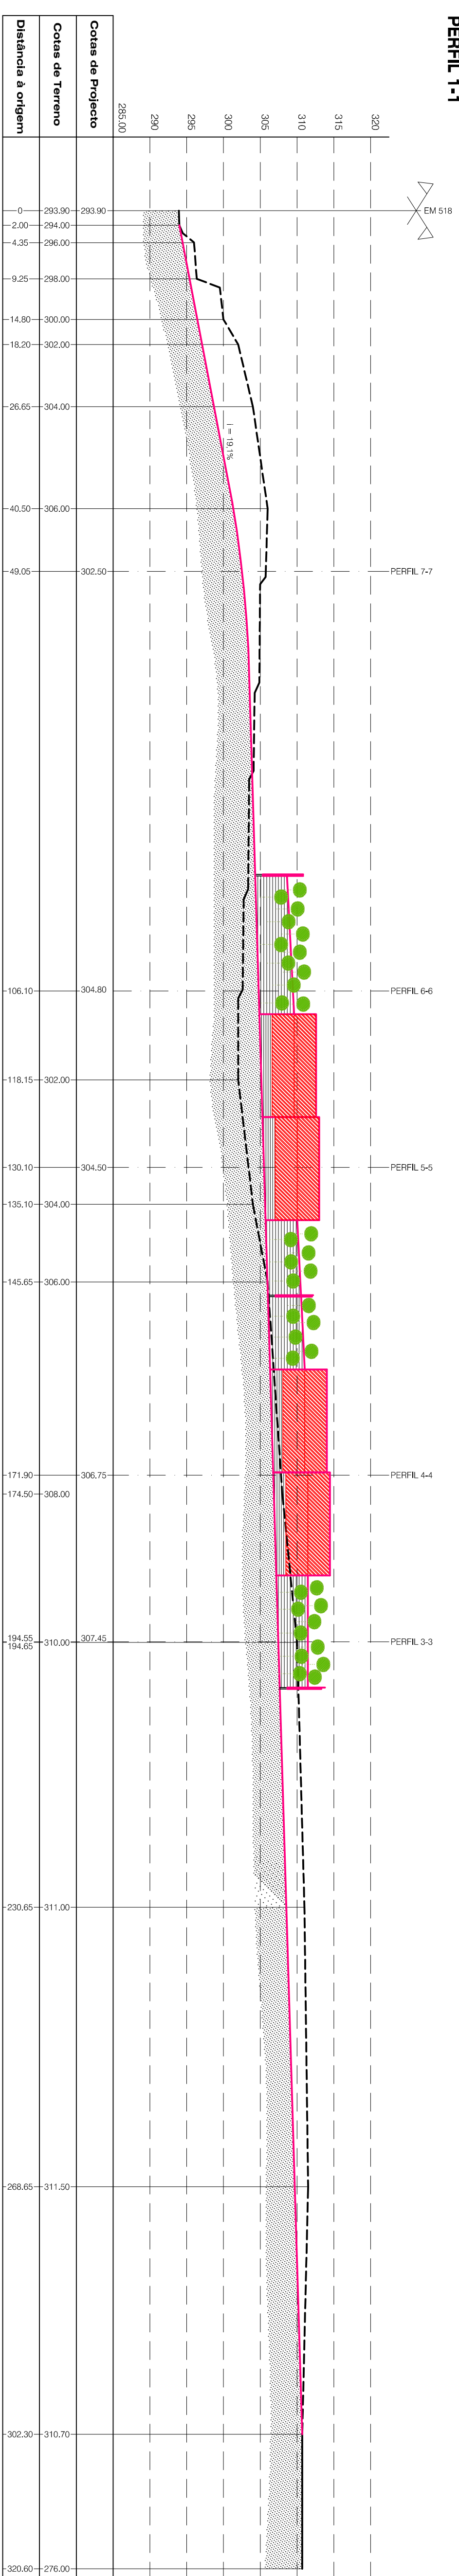 PERFIL 1-1
Cotas de Projecto
Cotas de Terreno
Distância à origem
285.00
290
295
300
305
310
315
320
0 293.90 293.90 EM 518
2.00 294.00
4,35 296.00
9.25 298.00
14.80 300.00
18.20 302.00
26.65 304.00
i = 19,1%
40.50 306.00
49.05 302.50 PERFIL 7-7
106.10 304.80 PERFIL 6-6
118.15 302.00
130.10 304.50 PERFIL 5-5
135.10 304.00
145.65 306.00
171.90 306.75 PERFIL 4-4
174.50 308.00
194.55 307.45 PERFIL 3-3
194.65 310.00
230.65 311.00
268.65 311.50
302.30 310.70
320.60 276.00